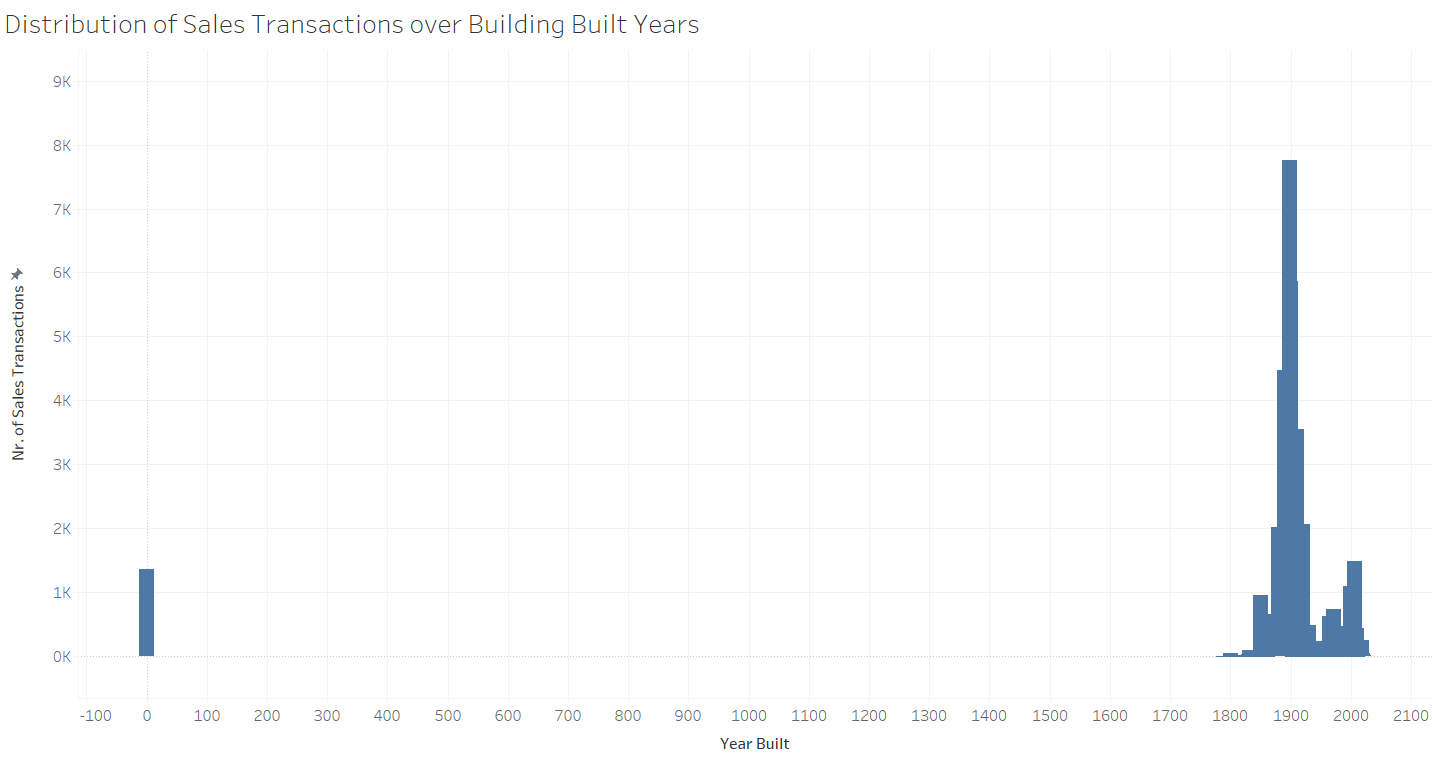 Distribution of Sales Transactions over Building Built Years
9K
8K
7K
6K
5K
4K
3K
2K
1K
0K
Nr. of Sales Transactions
-100 0 100 200 300 400 500 600 700 800 900 1000 1100 1200 1300 1400 1500 1600 1700 1800 1900 2000 2100
Year Built